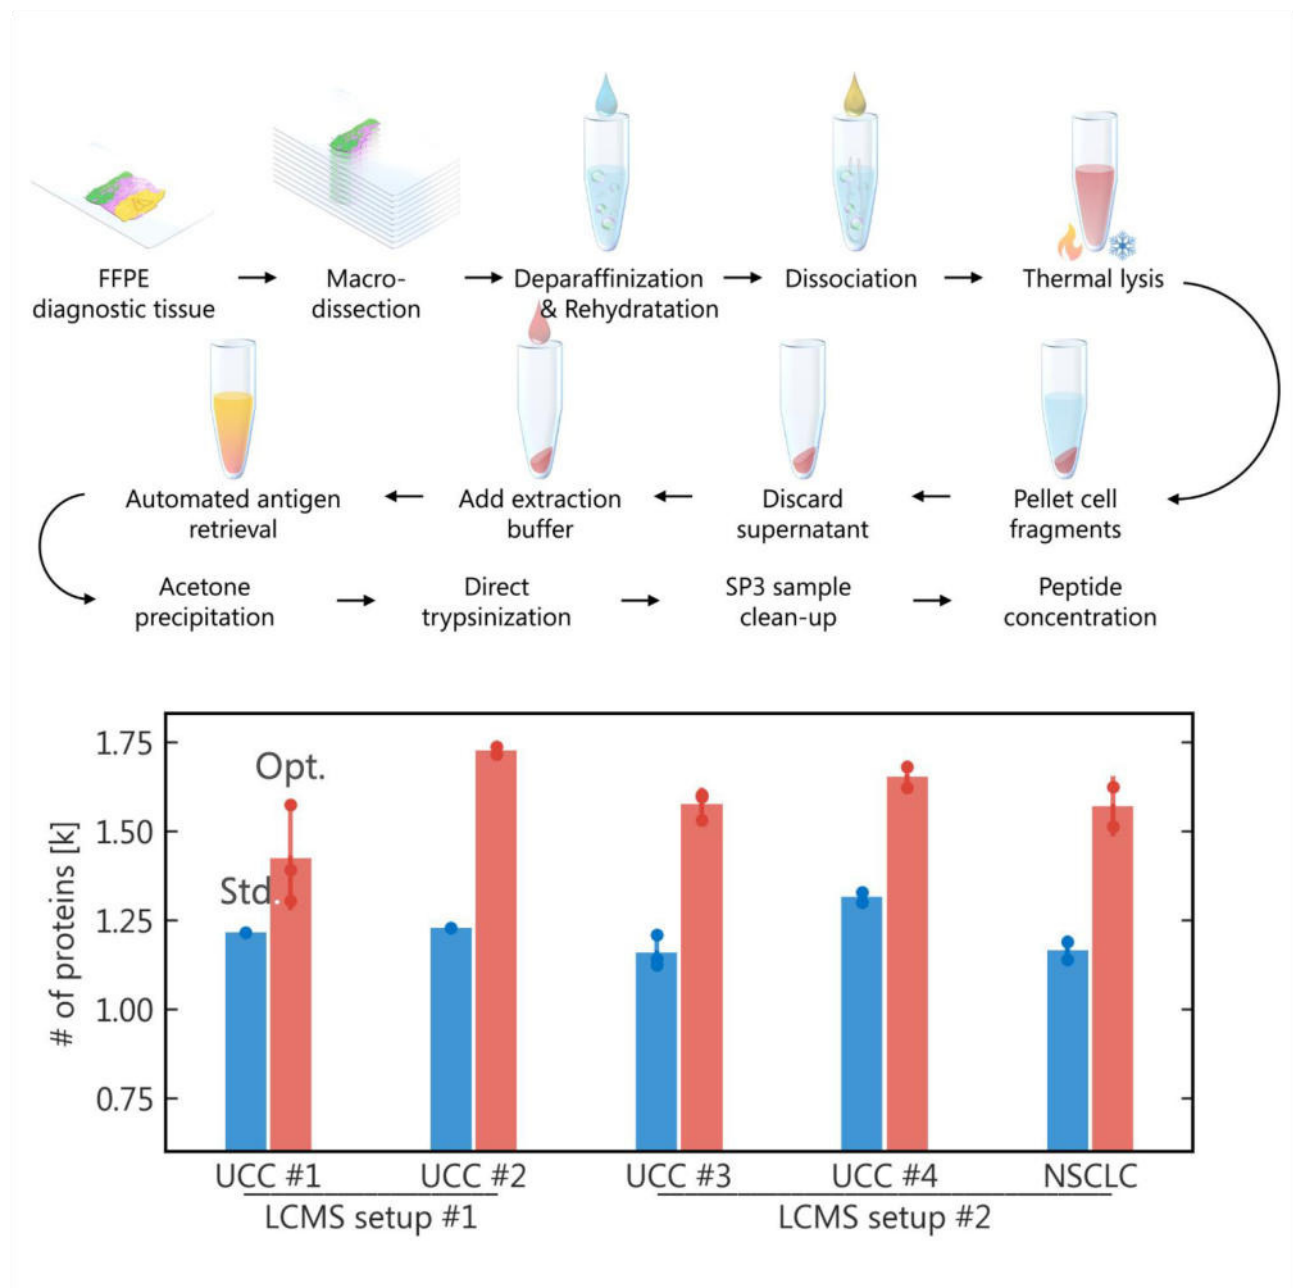 FFPE
diagnostic tissue
Macro-
dissection
Deparaffinization
& Rehydratation
Dissociation
Thermal lysis
Automated antigen
retrieval
Add extraction
buffer
Discard
supernatant
Pellet cell
fragments
Acetone
precipitation
Direct
trypsinization
SP3 sample
clean-up
Peptide
concentration
# of proteins [k]
1.75
1.50
1.25
1.00
0.75
Opt.
Std.
UCC #1
UCC #2
UCC #3
UCC #4
NSCLC
LCMS setup #1
LCMS setup #2